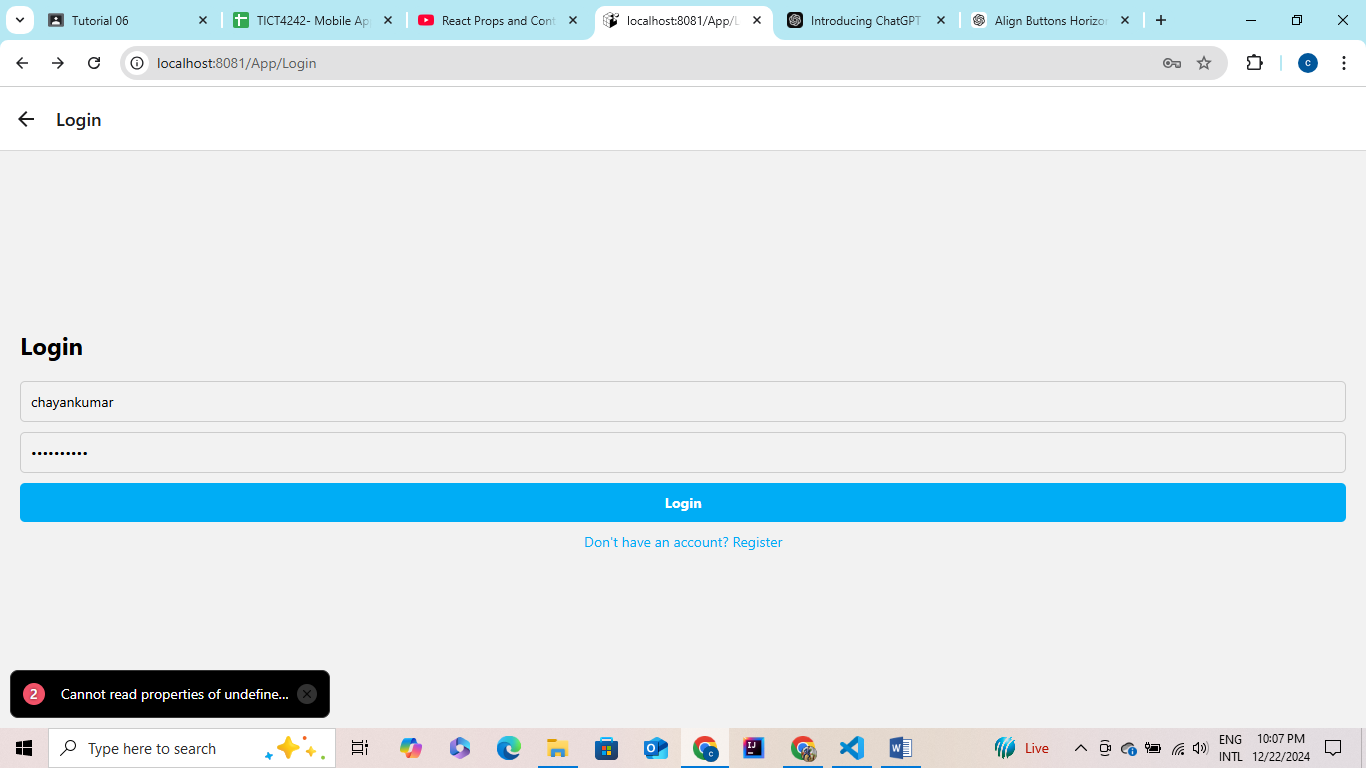 Tutorial 06
TICT4242- Mobile Ap
React Props and Cont
localhost:8081/App/L
Introducing ChatGPT
Align Buttons Horizon
localhost:8081/App/Login
c
Login
Login
chayankumar
••••••••••
Login
Don't have an account? Register
2 Cannot read properties of undefine...
Type here to search
Live
ENG
INTL
10:07 PM
12/22/2024